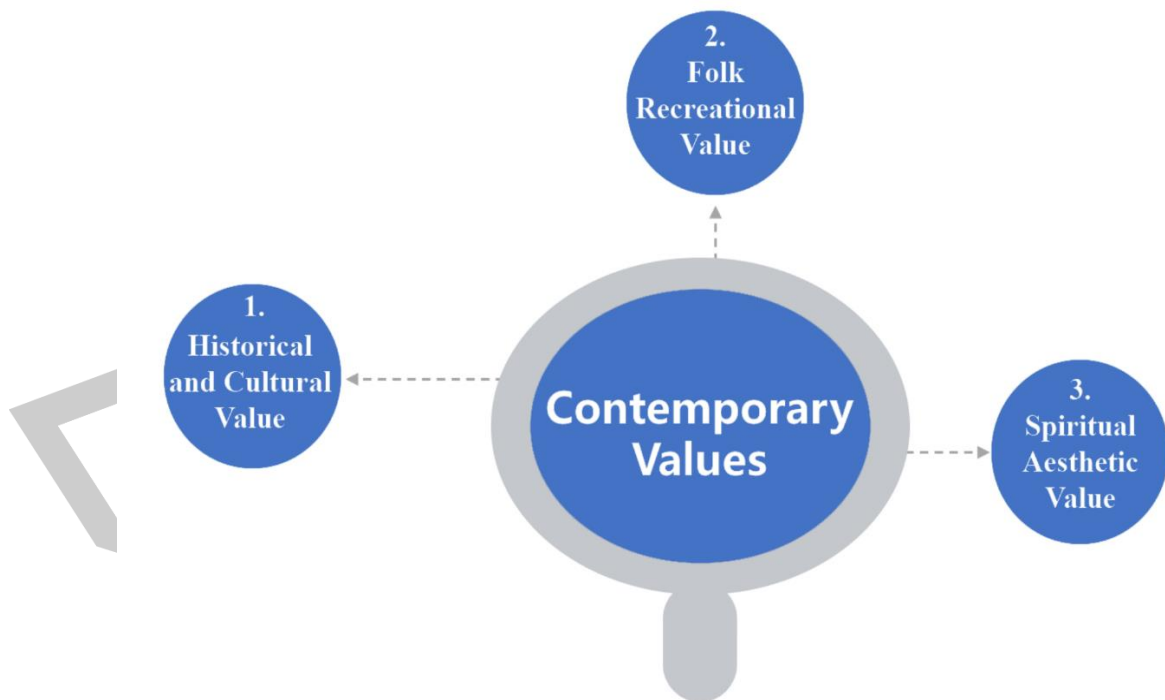 1.
Historical
and Cultural
Value
2.
Folk
Recreational
Value
Contemporary
Values
3.
Spiritual
Aesthetic
Value